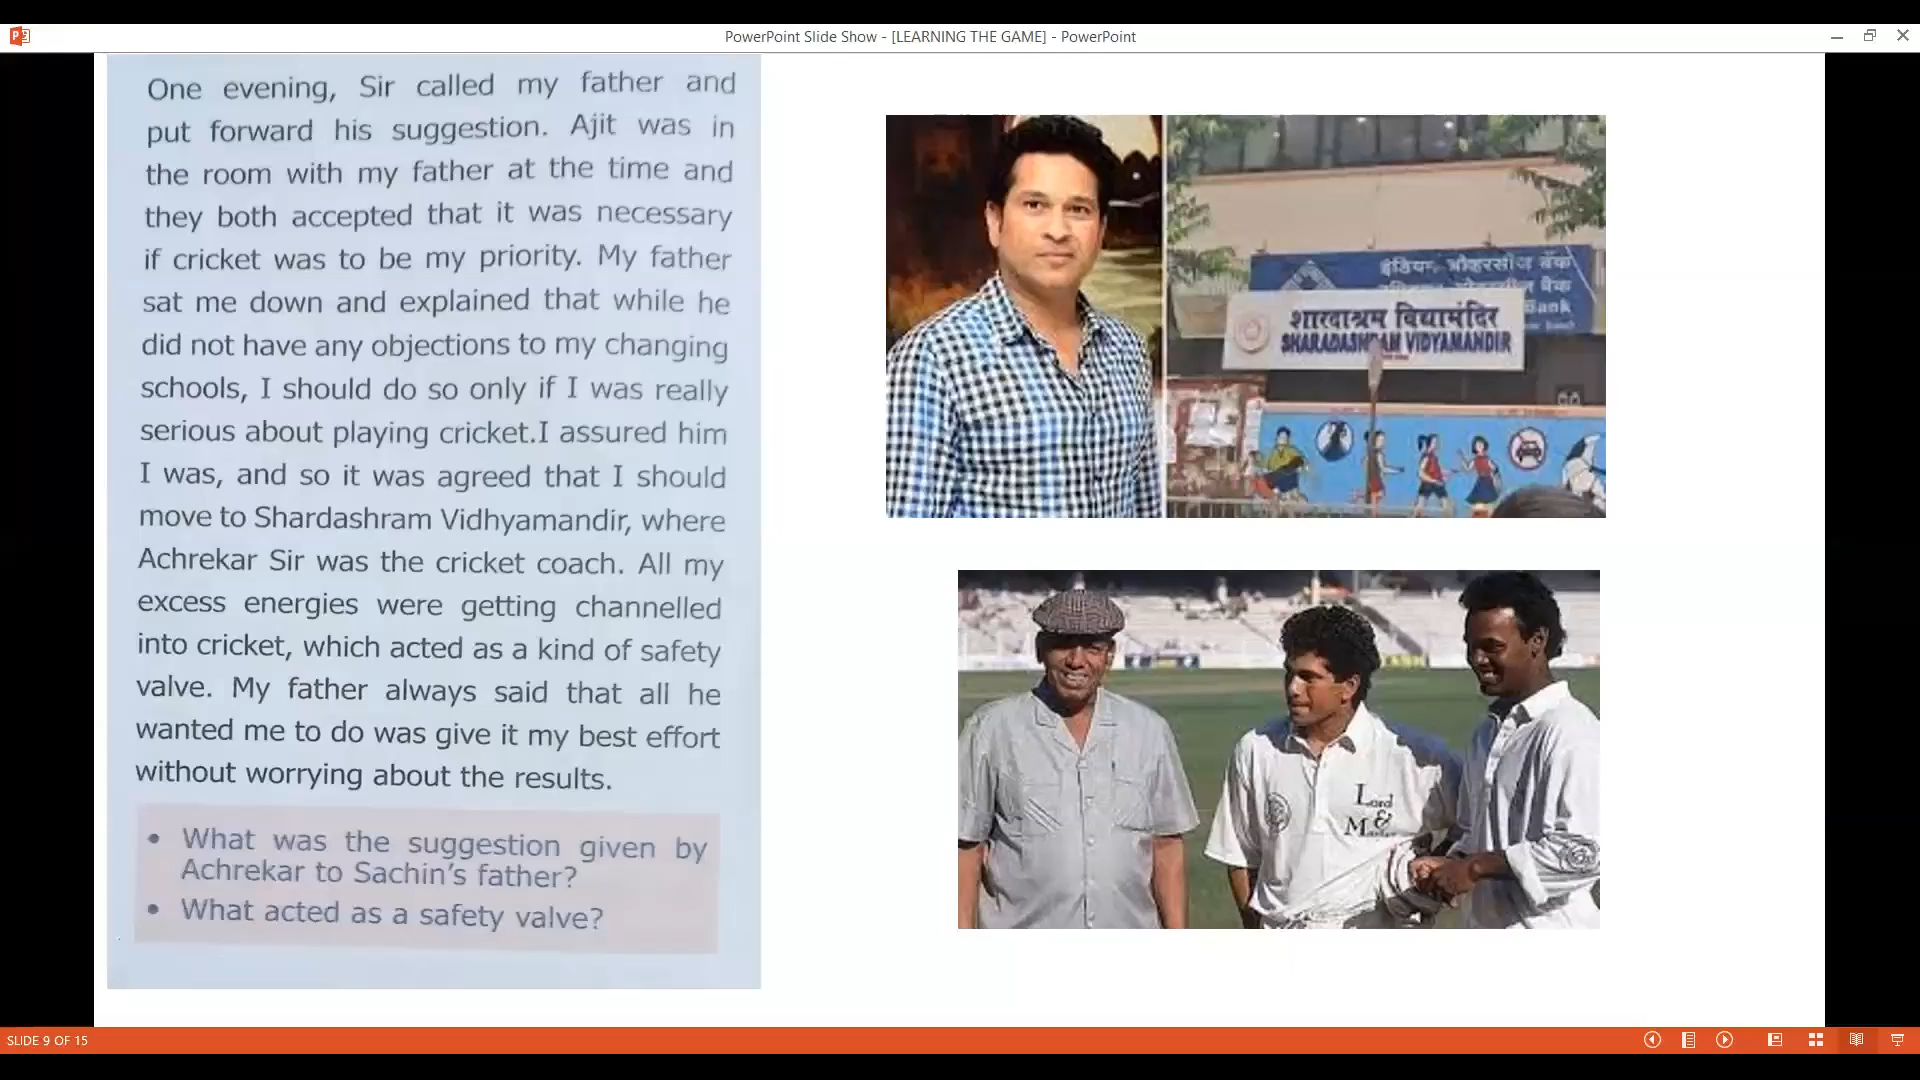 PowerPoint Slide Show - [LEARNING THE GAME] - PowerPoint
One evening, Sir called my father and
put forward his suggestion. Ajit was in
the room with my father at the time and
they both accepted that it was necessary
if cricket was to be my priority. My father
sat me down and explained that while he
did not have any objections to my changing
schools, I should do so only if I was really
serious about playing cricket.I assured him
I was, and so it was agreed that I should
move to Shardashram Vidhyamandir, where
Achrekar Sir was the cricket coach. All my
excess energies were getting channelled
into cricket, which acted as a kind of safety
valve. My father always said that all he
wanted me to do was give it my best effort
without worrying about the results.
• What was the suggestion given by
Achrekar to Sachin's father?
• What acted as a safety valve?
बैंक
बैंक
Bank
शारदाश्रम विद्यामंदिर
SHARADASHRAM VIDYAMANDIR
Lord
&
SLIDE 9 OF 15